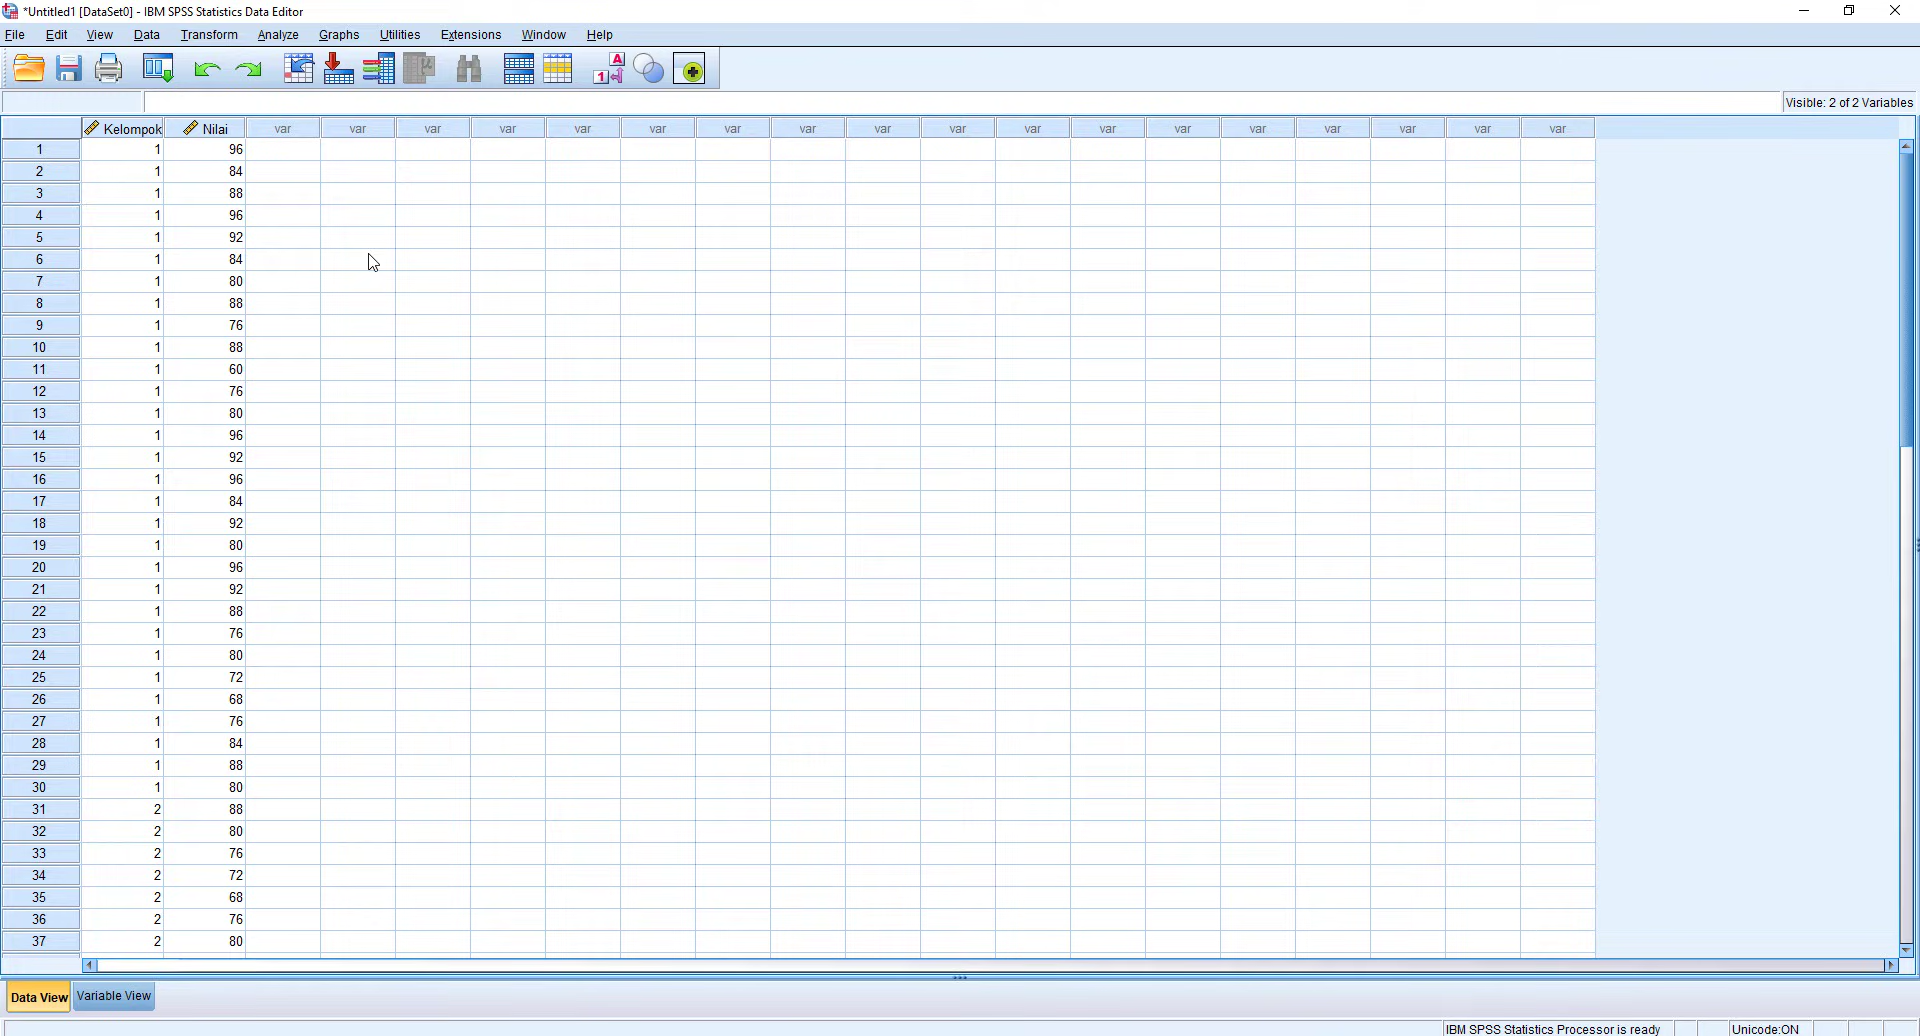 *Untitled1 [DataSet0] - IBM SPSS Statistics Data Editor
File Edit View Data Transform Analyze Graphs Utilities Extensions Window Help
Visible: 2 of 2 Variables
Kelompok Nilai var var var var var var var var var var var var var var var var var var
1 1 96
2 1 84
3 1 88
4 1 96
5 1 92
6 1 84
7 1 80
8 1 88
9 1 76
10 1 88
11 1 60
12 1 76
13 1 80
14 1 96
15 1 92
16 1 96
17 1 84
18 1 92
19 1 80
20 1 96
21 1 92
22 1 88
23 1 76
24 1 80
25 1 72
26 1 68
27 1 76
28 1 84
29 1 88
30 1 80
31 2 88
32 2 80
33 2 76
34 2 72
35 2 68
36 2 76
37 2 80
Data View Variable View
IBM SPSS Statistics Processor is ready Unicode:ON